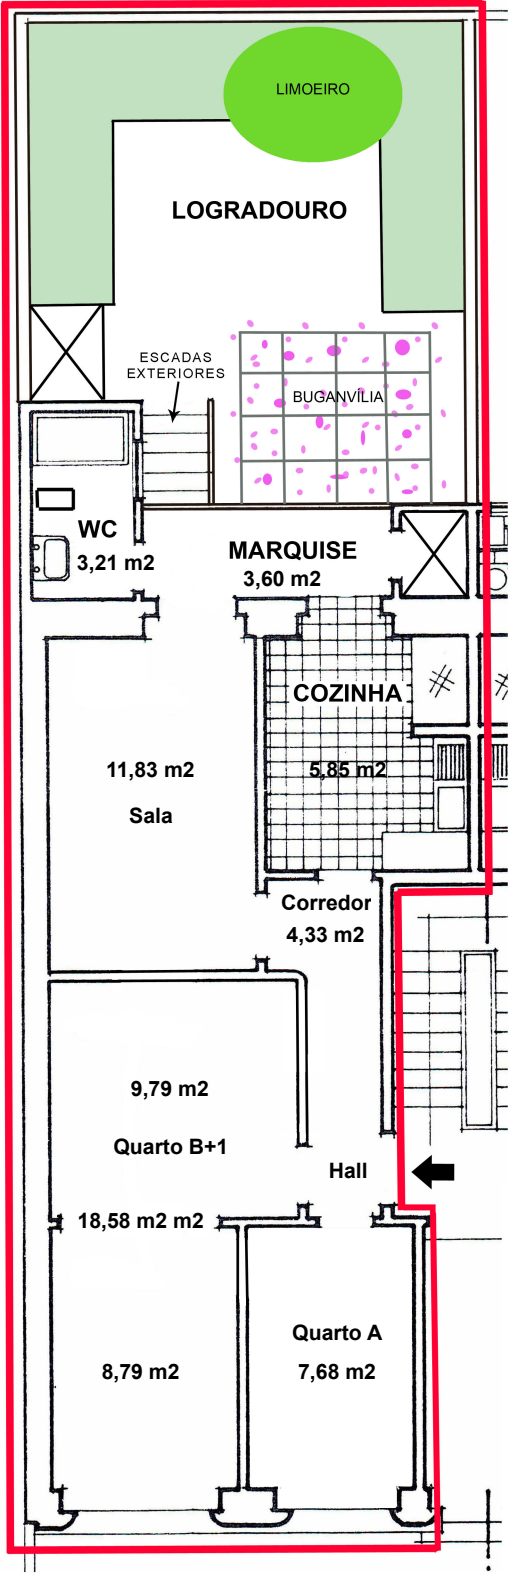 LIMOEIRO
LOGRADOURO
ESCADAS
EXTERIORES
BUGANVÍLIA
WC
3,21 m2
MARQUISE
3,60 m2
COZINHA
5,85 m2
11,83 m2
Sala
Corredor
4,33 m2
9,79 m2
Quarto B+1
Hall
18,58 m2 m2
Quarto A
8,79 m2
7,68 m2